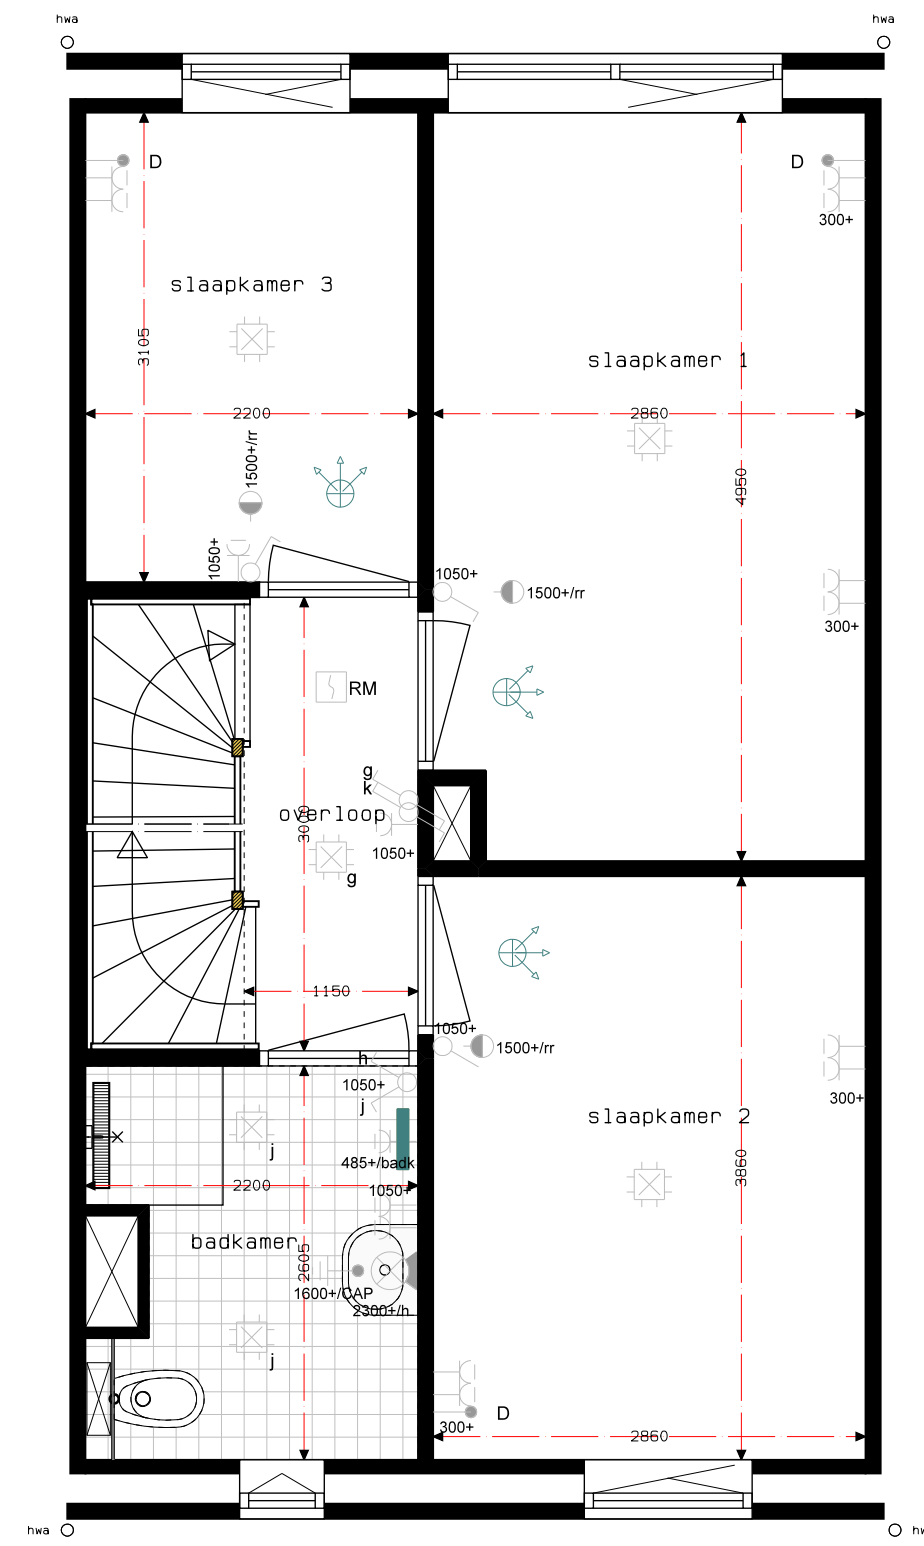 hwa
hwa
D
D
300+
slaapkamer 3
3105
slaapkamer 1
2200
2860
1500+/rr
4950
1050+
1050+
1500+/rr
300+
RM
g
k
overloop
3000
1050+
g
1150
1050+
1500+/rr
h
1050+
300+
j
slaapkamer 2
j
485+/badk
3860
2200
1050+
badkamer
2605
1600+/CAP
2300+/h
j
D
300+
2860
hwa
hw